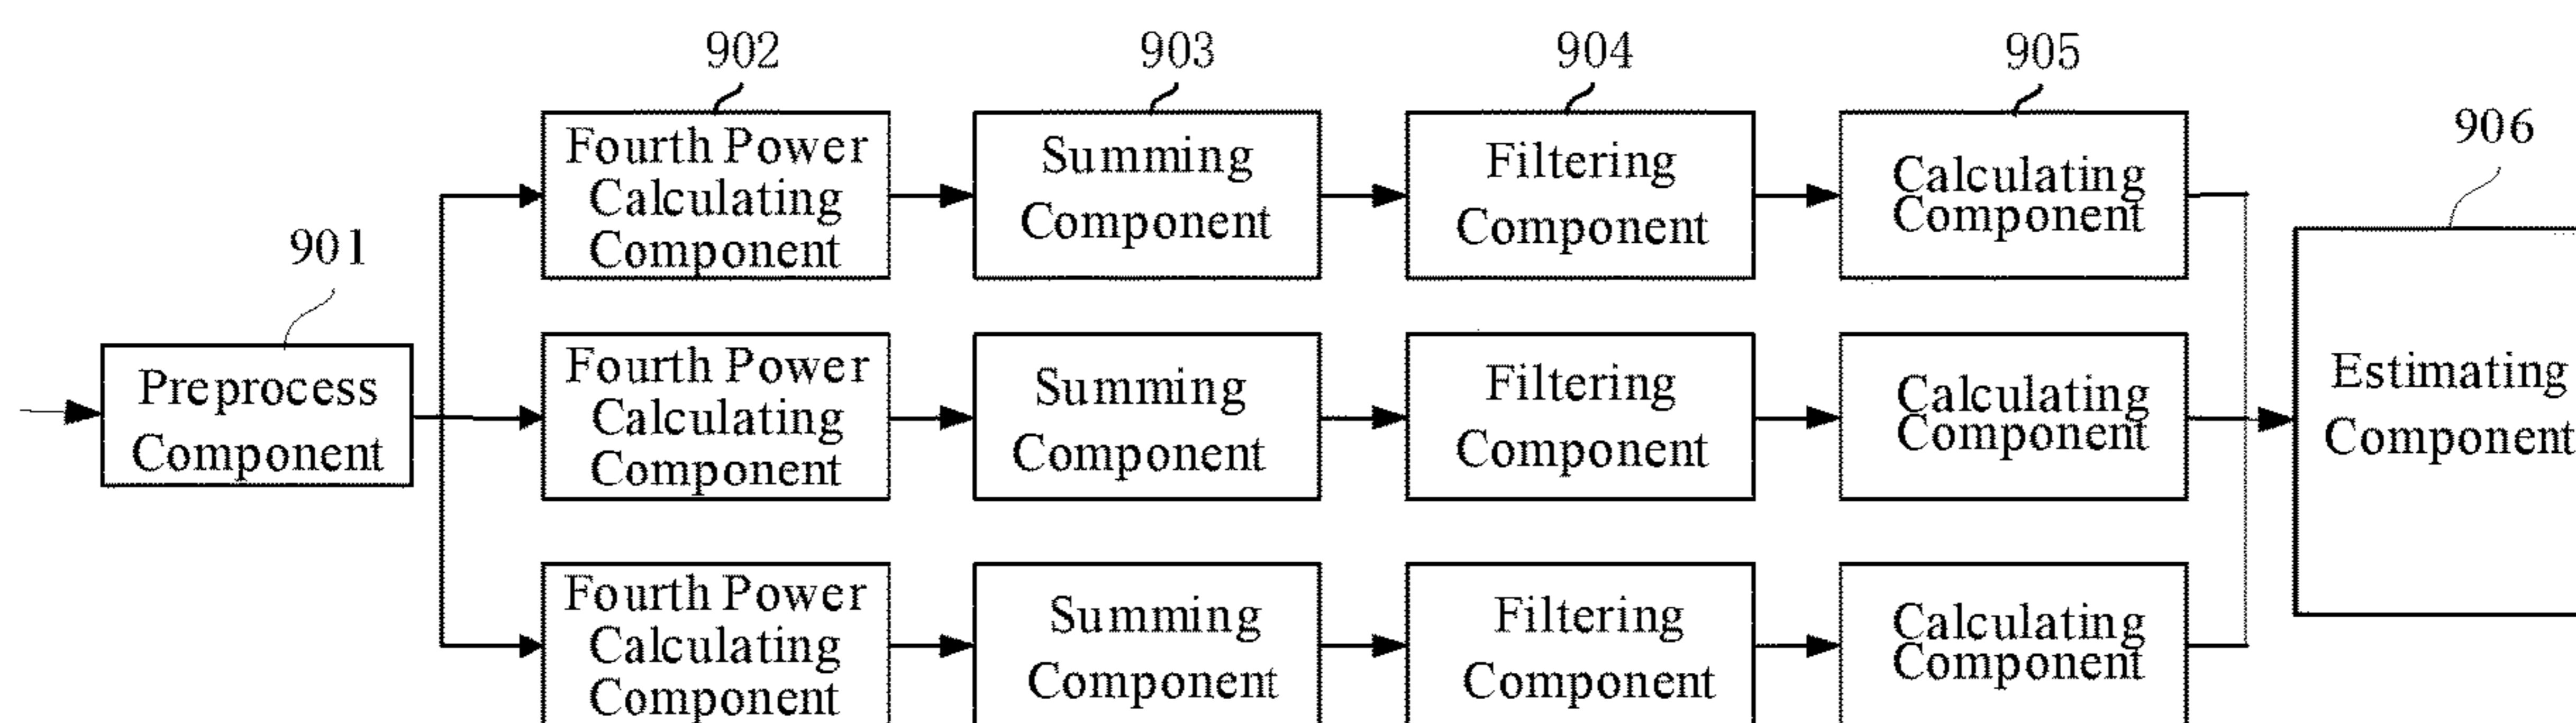 902
903
904
905
906
901
Fourth Power
Calculating
Component
Summing
Component
Filtering
Component
Calculating
Component
Preprocess
Component
Fourth Power
Calculating
Component
Summing
Component
Filtering
Component
Calculating
Component
Estimating
Component
Fourth Power
Calculating
Component
Summing
Component
Filtering
Component
Calculating
Component